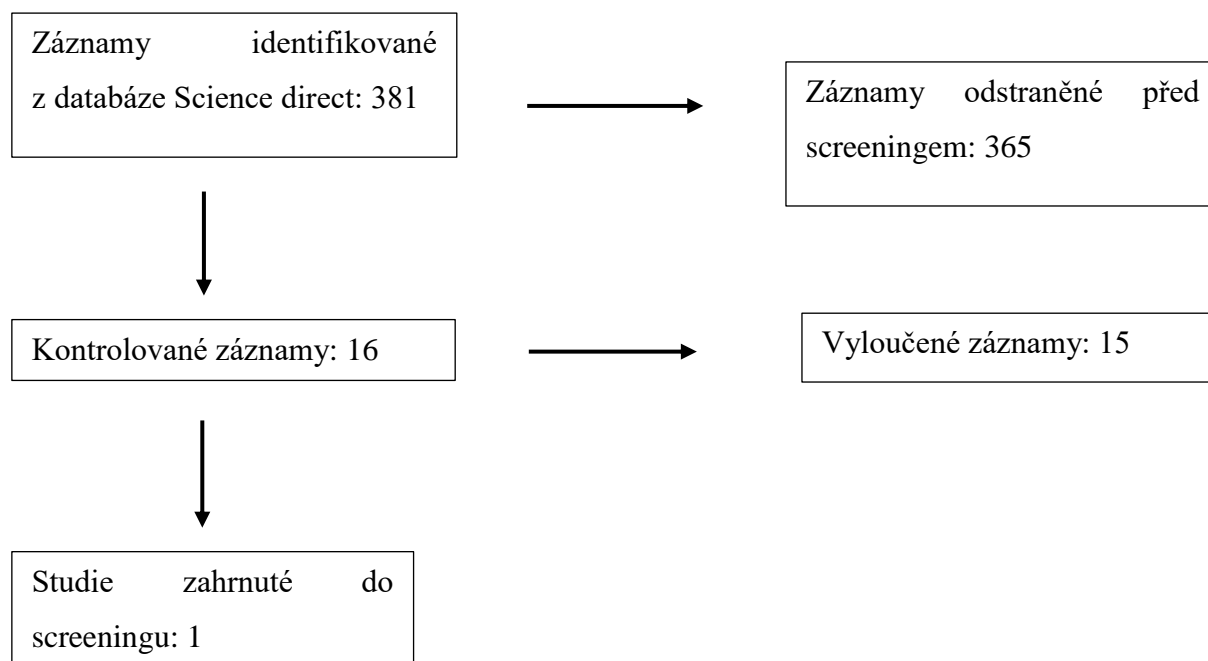 Záznamy identifikované
z databáze Science direct: 381
Záznamy odstraněné před
screeningem: 365
Kontrolované záznamy: 16
Vyloučené záznamy: 15
Studie zahrnuté do
screeningu: 1